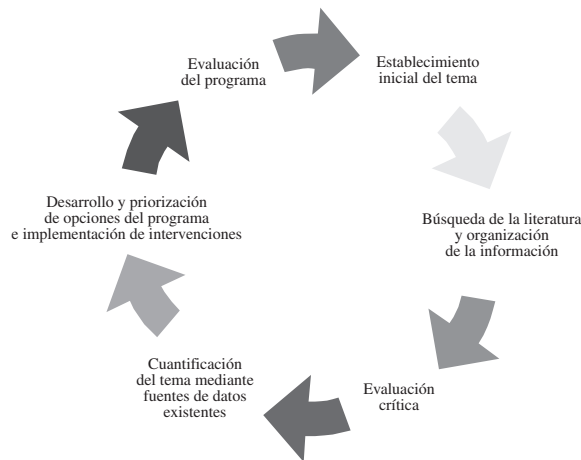 Evaluación
del programa
Establecimiento
inicial del tema
Búsqueda de la literatura
y organización
de la información
Evaluación
crítica
Cuantificación
del tema mediante
fuentes de datos
existentes
Desarrollo y priorización
de opciones del programa
e implementación de intervenciones